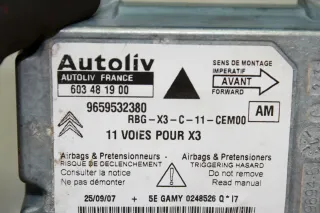 Autoliv
AUTOLIV FRANCE
603 48 19 00
SENS DE MONTAGE
IMPERATIF
AVANT
FORWARD
9659532380
AM
RBG-X3-C-11-CEM00
11 VOIES POUR X3
Airbags & Pretensionneurs
RISQUE DE DECLENCHEMENT
Consulter la notice
Ne pas démonter
Airbags & Pretensioners
Triggering hazard
Do not remove
Read manual
25/09/07 + 5E GAMY 0248526 Q*17